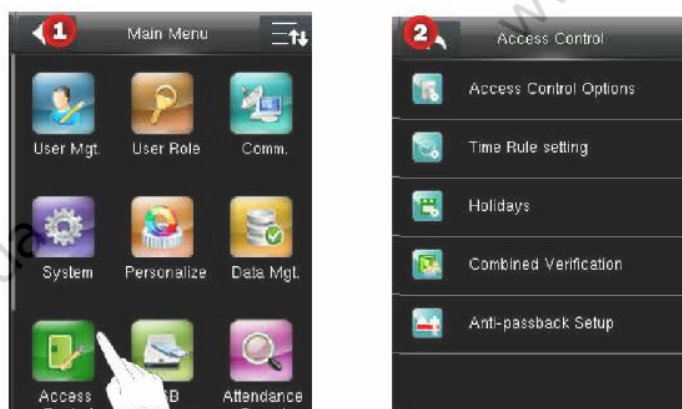 1
Main Menu
User Mgt.
User Role
Comm.
System
Personalize
Data Mgt.
Access
Attendance
2
Access Control
Access Control Options
Time Rule setting
Holidays
Combined Verification
Anti-passback Setup